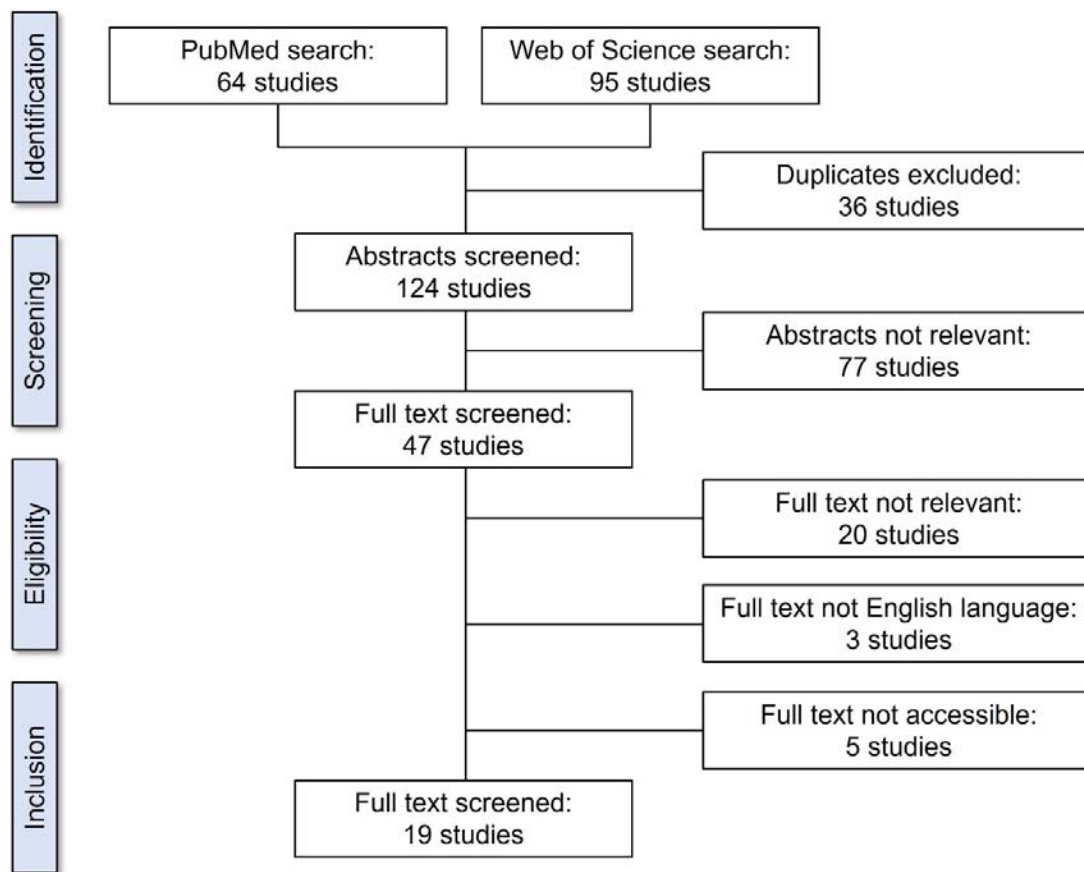 Identification
PubMed search:
64 studies
Web of Science search:
95 studies
Duplicates excluded:
36 studies
Screening
Abstracts screened:
124 studies
Abstracts not relevant:
77 studies
Full text screened:
47 studies
Eligibility
Full text not relevant:
20 studies
Full text not English language:
3 studies
Inclusion
Full text not accessible:
5 studies
Full text screened:
19 studies